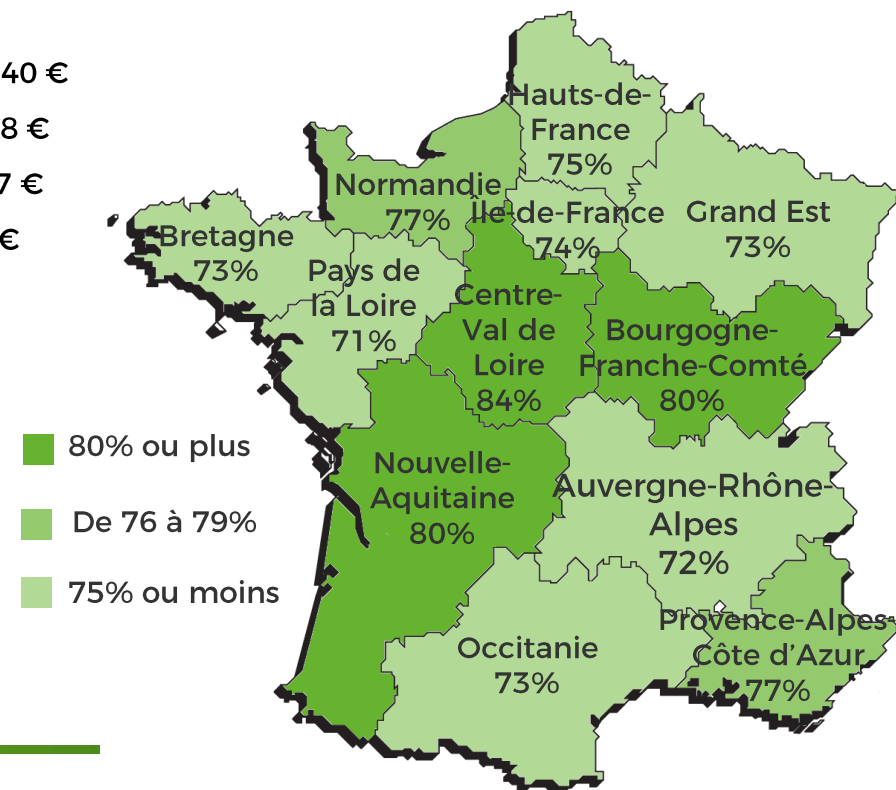 40 €
8 €
7 €
€
Hauts-de-
France
75%
Normandie
77%
Île-de-France
74%
Grand Est
73%
Bretagne
73%
Pays de
la Loire
71%
Centre-
Val de
Loire
84%
Bourgogne-
Franche-Comté
80%
80% ou plus
De 76 à 79%
75% ou moins
Nouvelle-
Aquitaine
80%
Auvergne-Rhône-
Alpes
72%
Occitanie
73%
Provence-Alpes-
Côte d’Azur
77%